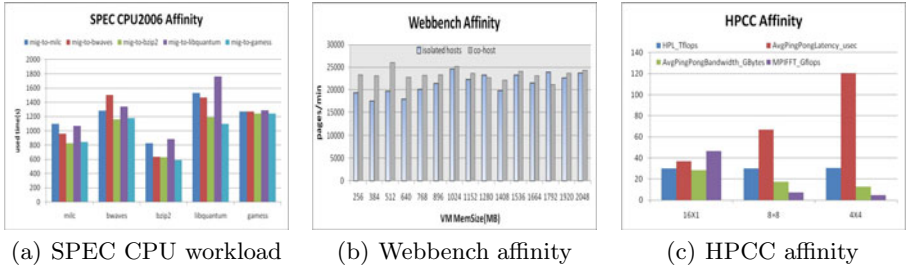 SPEC CPU2006 Affinity
mig-to-milc mig-to-bwaves mig-to-bzip2 mig-to-libquantum mig-to-gamess
used time(s)
2000
1800
1600
1400
1200
1000
800
600
400
200
0
milc bwaves bzip2 libquantum gamess
(a) SPEC CPU workload
Webbench Affinity
isolated hosts co-host
pages/min
30000
25000
20000
15000
10000
5000
0
256 384 512 640 768 896 1024 1152 1280 1408 1536 1664 1792 1920 2048
VM MemSize(MB)
(b) Webbench affinity
HPCC Affinity
HPL_Tflops AvgPingPongLatency_usec
AvgPingPongBandwidth_GBytes MPIFFT_Gflops
140
120
100
80
60
40
20
0
16X1 8×8 4X4
(c) HPCC affinity